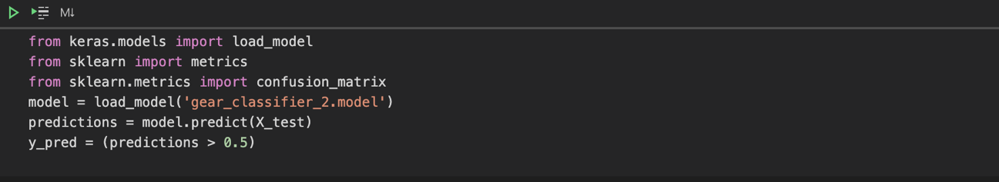 M↓
from keras.models import load_model
from sklearn import metrics
from sklearn.metrics import confusion_matrix
model = load_model('gear_classifier_2.model')
predictions = model.predict(X_test)
y_pred = (predictions > 0.5)